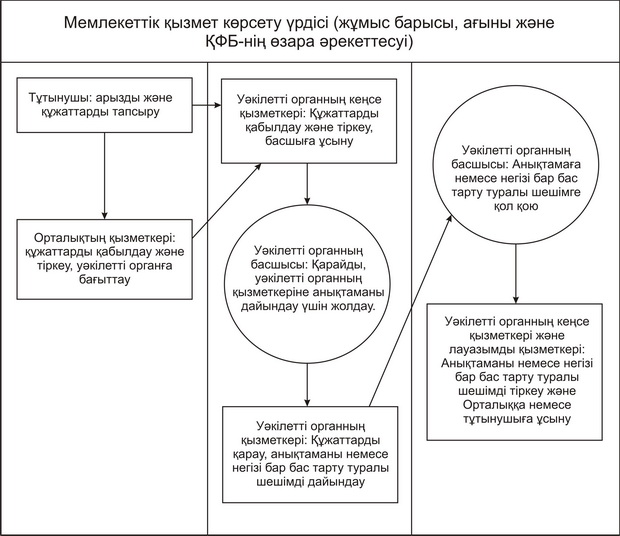 Мемлекеттік қызмет көрсету үрдісі (жұмыс барысы, ағыны және
ҚФБ-нің өзара әрекеттесуі)
Тұтынушы: арызды және
құжаттарды тапсыру
Орталықтың қызметкері:
құжаттарды қабылдау және
тіркеу, уәкілетті органға
бағыттау
Уәкілетті органның кеңсе
қызметкері: Құжаттарды
қабылдау және тіркеу,
басшыға ұсыну
Уәкілетті органның
басшысы: Қарайды,
уәкілетті органның
қызметкеріне анықтаманы
дайындау үшін жолдау.
Уәкілетті органның
қызметкері: Құжаттарды
қарау, анықтаманы немесе
негізі бар бас тарту туралы
шешімді дайындау
Уәкілетті органның
басшысы: Анықтамаға
немесе негізі бар бас
тарту туралы шешімге
қол қою
Уәкілетті органның кеңсе
қызметкері және
лауазымды қызметкері:
Анықтаманы немесе негізі
бар бас тарту туралы
шешімді тіркеу және
Орталыққа немесе
тұтынушыға ұсыну